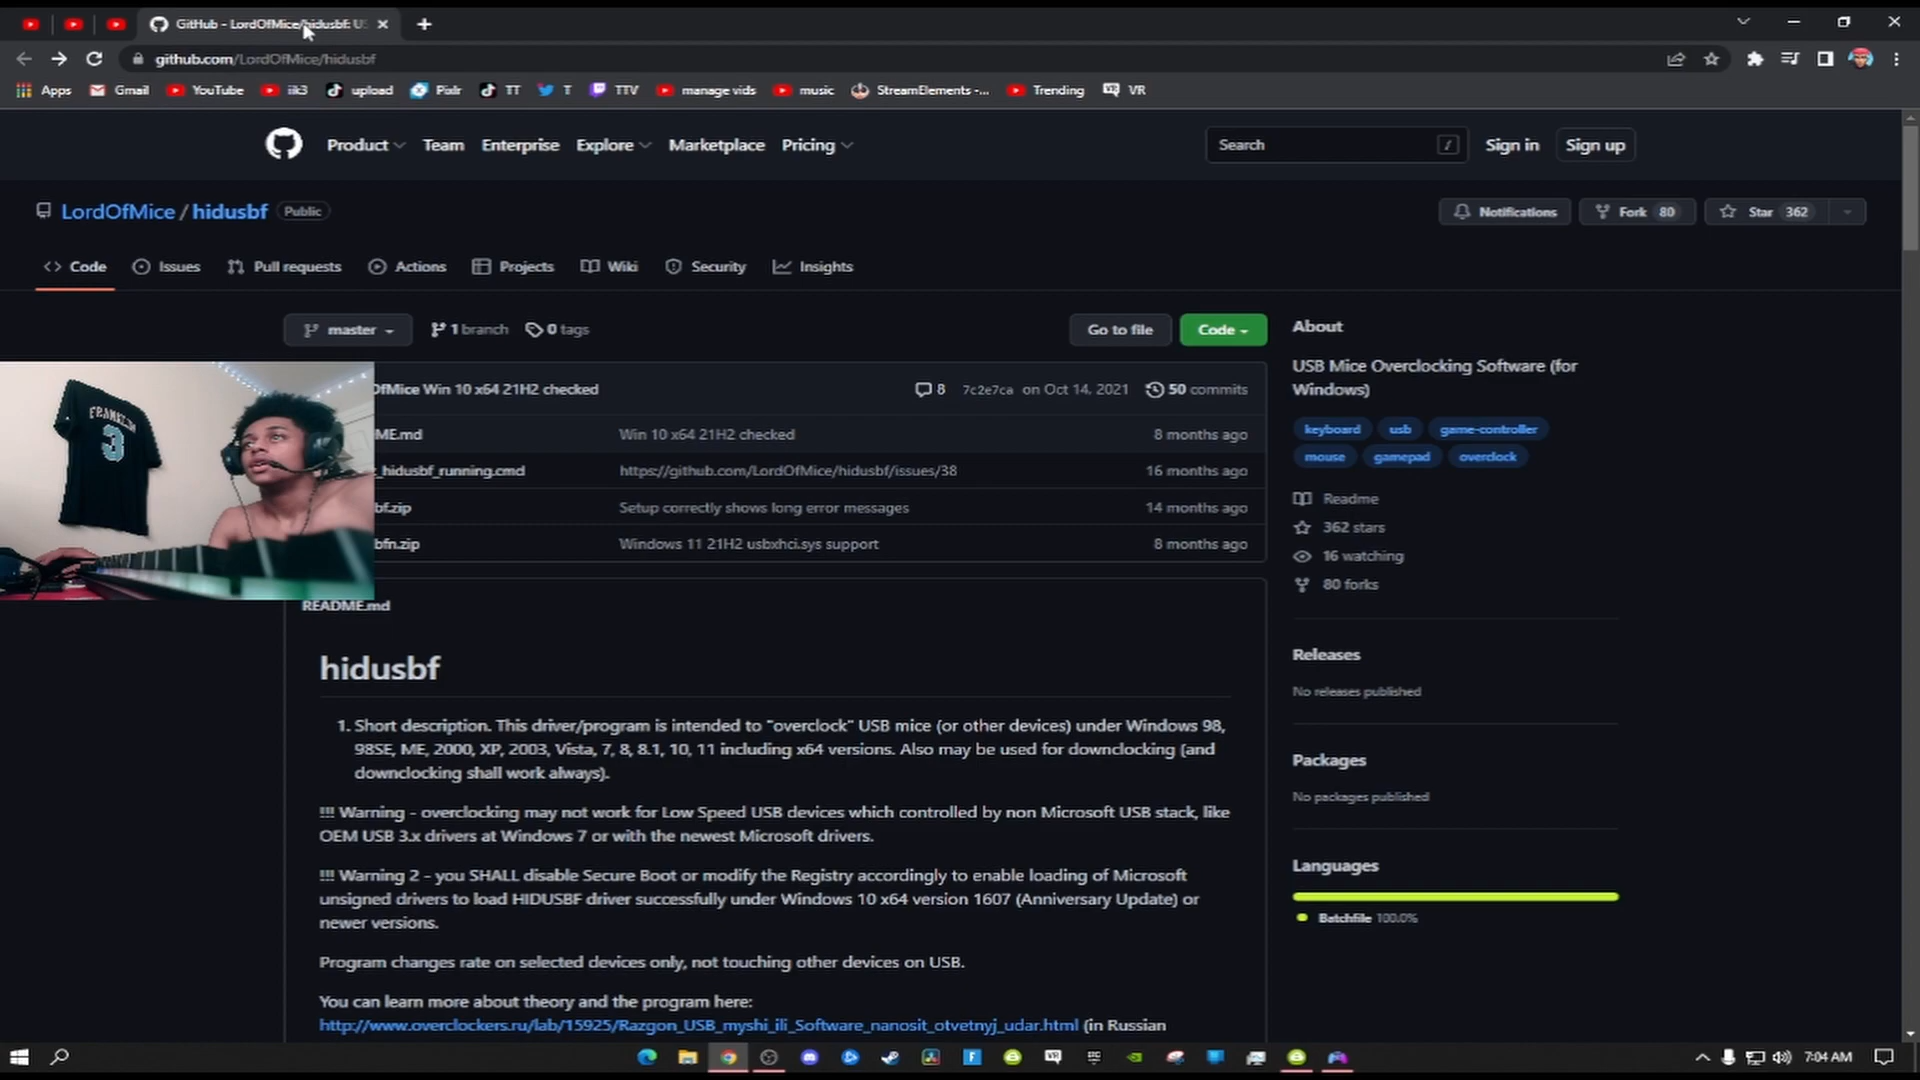 GitHub - LordOfMice/hidusbf: US
github.com/LordOfMice/hidusbf
Apps Gmail YouTube iik3 upload Pixlr TT T TTV manage vids music StreamElements -... Trending VR
Product Team Enterprise Explore Marketplace Pricing Search / Sign in Sign up
LordOfMice / hidusbf Public Notifications Fork 80 Star 362
<> Code Issues Pull requests Actions Projects Wiki Security Insights
master 1 branch 0 tags Go to file Code
About
USB Mice Overclocking Software (for
Windows)
OfMice Win 10 x64 21H2 checked 8 7c2e7ca on Oct 14, 2021 50 commits
keyboard usb game-controller
ME.md Win 10 x64 21H2 checked 8 months ago
mouse gamepad overclock
_hidusbf_running.cmd https://github.com/LordOfMice/hidusbf/issues/38 16 months ago
Readme
bf.zip Setup correctly shows long error messages 14 months ago
362 stars
bfn.zip Windows 11 21H2 usbxhci.sys support 8 months ago
16 watching
80 forks
FRANKLIN
3
README.md
hidusbf
Releases
No releases published
1. Short description. This driver/program is intended to "overclock" USB mice (or other devices) under Windows 98,
98SE, ME, 2000, XP, 2003, Vista, 7, 8, 8.1, 10, 11 including x64 versions. Also may be used for downclocking (and
downclocking shall work always).
Packages
No packages published
!!! Warning - overclocking may not work for Low Speed USB devices which controlled by non Microsoft USB stack, like
OEM USB 3.x drivers at Windows 7 or with the newest Microsoft drivers.
Languages
Batchfile 100.0%
!!! Warning 2 - you SHALL disable Secure Boot or modify the Registry accordingly to enable loading of Microsoft
unsigned drivers to load HIDUSBF driver successfully under Windows 10 x64 version 1607 (Anniversary Update) or
newer versions.
Program changes rate on selected devices only, not touching other devices on USB.
You can learn more about theory and the program here:
http://www.overclockers.ru/lab/15925/Razgon_USB_myshi_ili_Software_nanosit_otvetnyj_udar.html (in Russian
7:04 AM